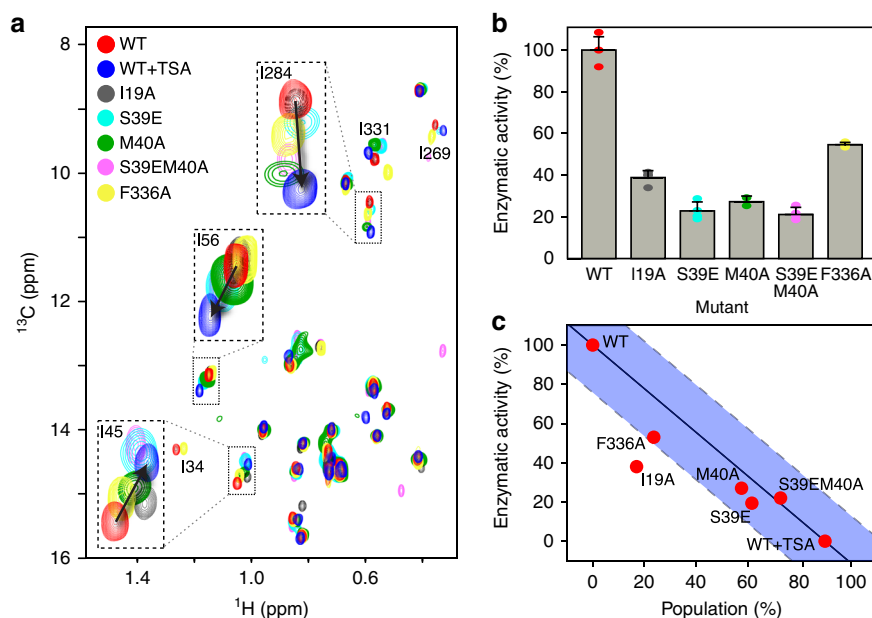 a
8
10
12
14
16
¹³C (ppm)
1.4
1.0
0.6
¹H (ppm)
WT
WT+TSA
I19A
S39E
M40A
S39EM40A
F336A
I284
I331
I269
I56
I45
I34
b
Enzymatic activity (%)
100
80
60
40
20
0
WT
I19A
S39E
M40A
S39E
M40A
F336A
Mutant
c
Enzymatic activity (%)
100
80
60
40
20
0
WT
F336A
I19A
M40A
S39EM40A
S39E
WT+TSA
0
20
40
60
80
100
Population (%)